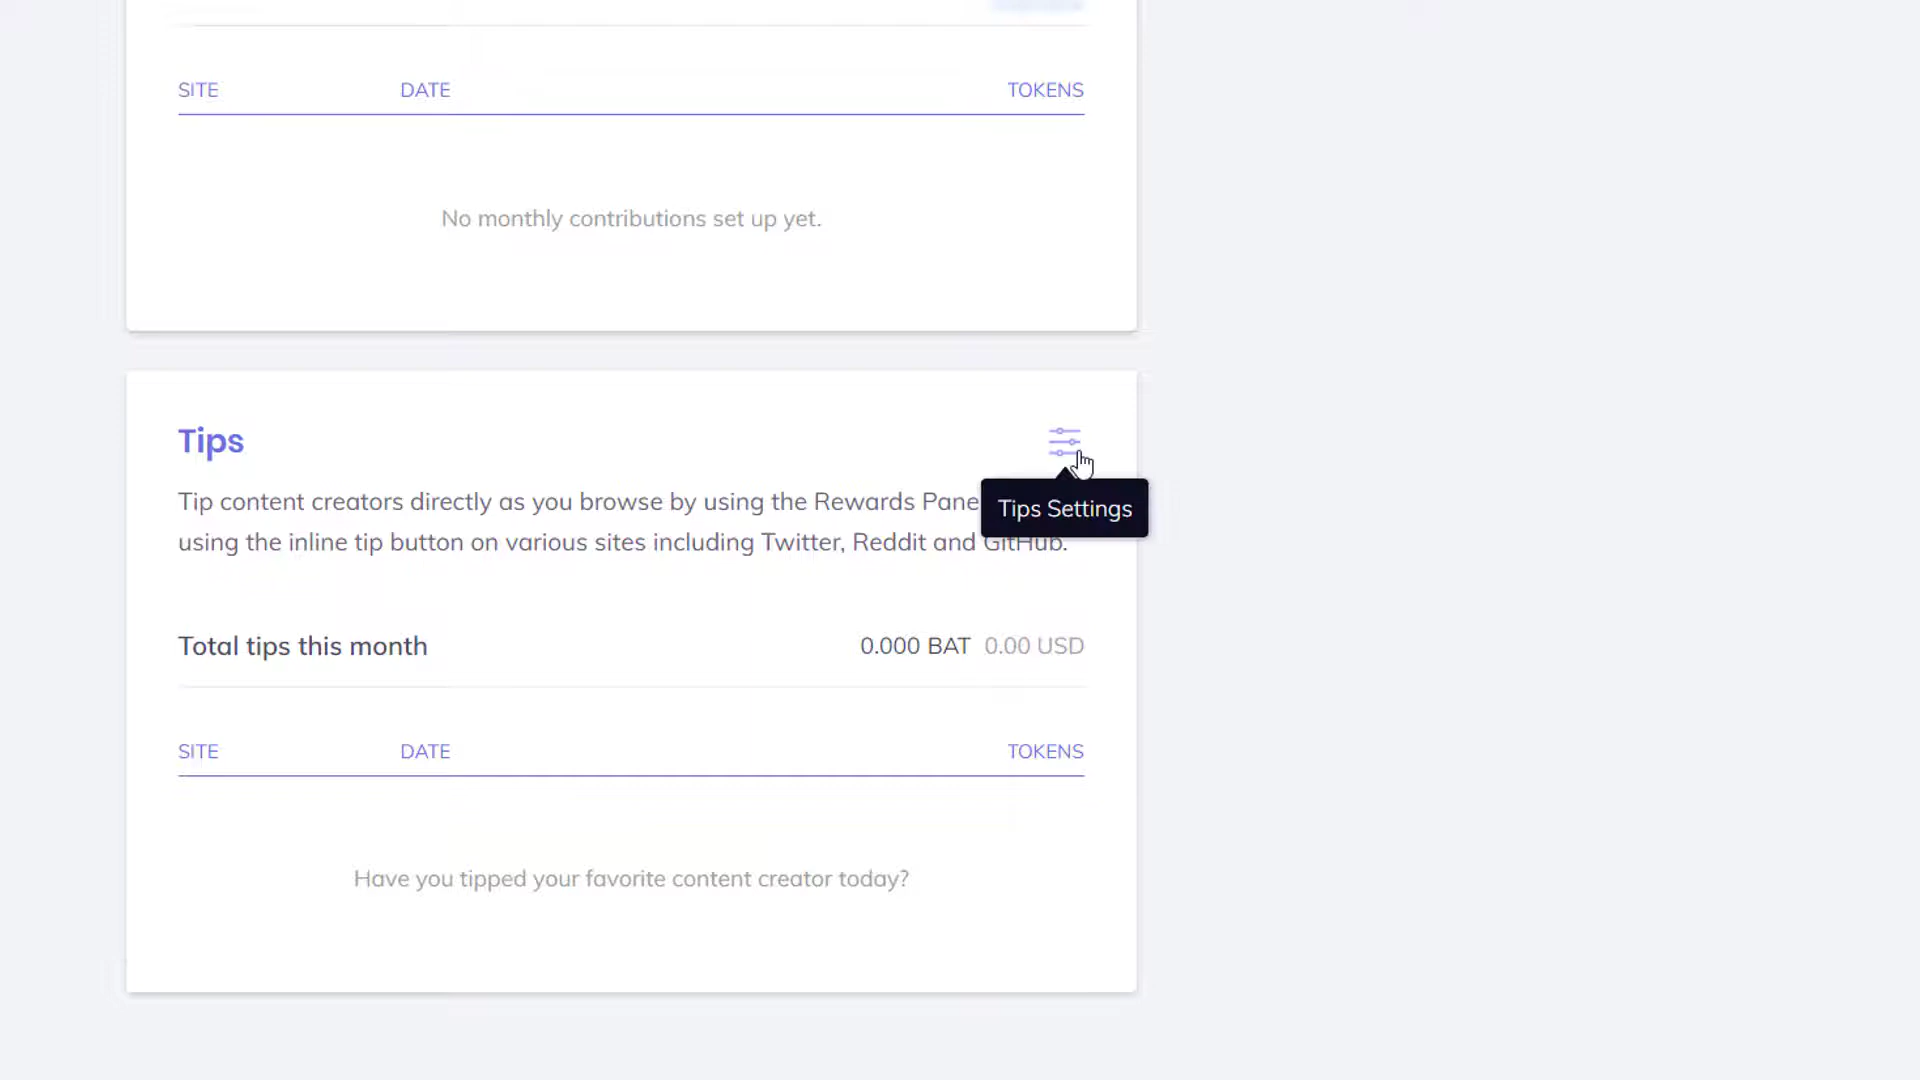 SITE DATE TOKENS
No monthly contributions set up yet.
Tips
Tip content creators directly as you browse by using the Rewards Pane
Tips Settings
using the inline tip button on various sites including Twitter, Reddit and GitHub.
Total tips this month 0.000 BAT 0.00 USD
SITE DATE TOKENS
Have you tipped your favorite content creator today?